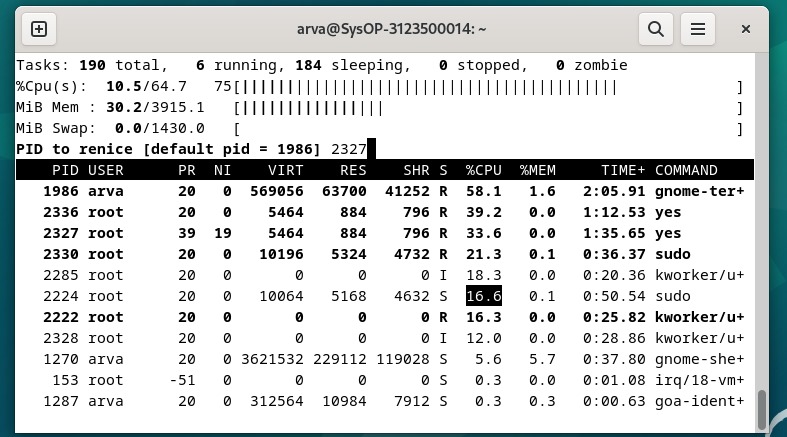 arva@SysOP-3123500014: ~
Tasks: 190 total,   6 running, 184 sleeping,   0 stopped,   0 zombie
%Cpu(s):  10.5/64.7   75[||||||||||||||||||||||||||||||||||||||||||||||||||             ]
MiB Mem : 30.2/3915.1   [||||||||||||||||||||                                           ]
MiB Swap:  0.0/1430.0   [                                                               ]
PID to renice [default pid = 1986] 2327
PID USER      PR  NI    VIRT    RES    SHR S  %CPU  %MEM     TIME+ COMMAND
1986 arva      20   0  569056  63700  41252 R  58.1   1.6   2:05.91 gnome-ter+
2336 root      20   0    5464    884    796 R  39.2   0.0   1:12.53 yes
2327 root      39  19    5464    884    796 R  33.6   0.0   1:35.65 yes
2330 root      20   0   10196   5324   4732 R  21.3   0.1   0:36.37 sudo
2285 root      20   0       0      0      0 I  18.3   0.0   0:20.36 kworker/u+
2224 root      20   0   10064   5168   4632 S  16.6   0.1   0:50.54 sudo
2222 root      20   0       0      0      0 R  16.3   0.0   0:25.82 kworker/u+
2328 root      20   0       0      0      0 I  12.0   0.0   0:28.86 kworker/u+
1270 arva      20   0 3621532 229112 119028 S   5.6   5.7   0:37.80 gnome-she+
153 root     -51   0       0      0      0 S   0.3   0.0   0:01.08 irq/18-vm+
1287 arva      20   0  312564  10984   7912 S   0.3   0.3   0:00.63 goa-ident+